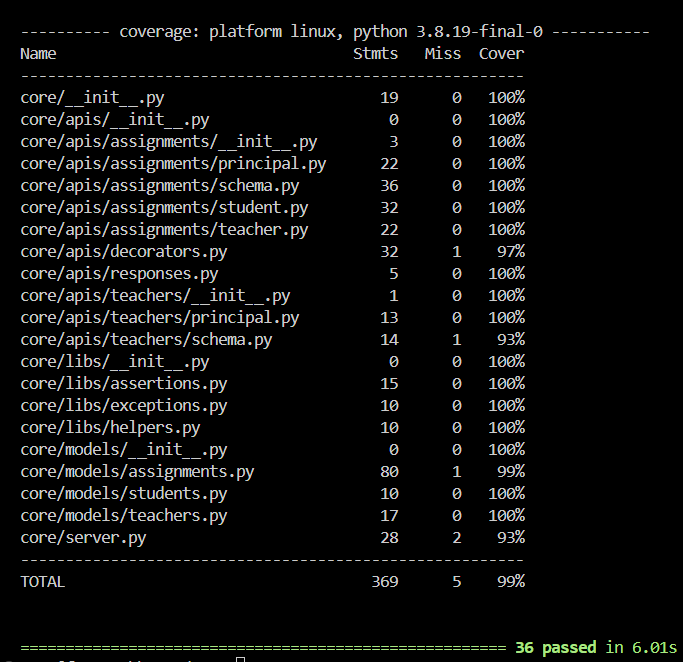 ---------- coverage: platform linux, python 3.8.19-final-0 -----------
Name Stmts Miss Cover
-------------------------------------------------------
core/__init__.py 19 0 100%
core/apis/__init__.py 0 0 100%
core/apis/assignments/__init__.py 3 0 100%
core/apis/assignments/principal.py 22 0 100%
core/apis/assignments/schema.py 36 0 100%
core/apis/assignments/student.py 32 0 100%
core/apis/assignments/teacher.py 22 0 100%
core/apis/decorators.py 32 1 97%
core/apis/responses.py 5 0 100%
core/apis/teachers/__init__.py 1 0 100%
core/apis/teachers/principal.py 13 0 100%
core/apis/teachers/schema.py 14 1 93%
core/libs/__init__.py 0 0 100%
core/libs/assertions.py 15 0 100%
core/libs/exceptions.py 10 0 100%
core/libs/helpers.py 10 0 100%
core/models/__init__.py 0 0 100%
core/models/assignments.py 80 1 99%
core/models/students.py 10 0 100%
core/models/teachers.py 17 0 100%
core/server.py 28 2 93%
-------------------------------------------------------
TOTAL 369 5 99%
====================================================== 36 passed in 6.01s